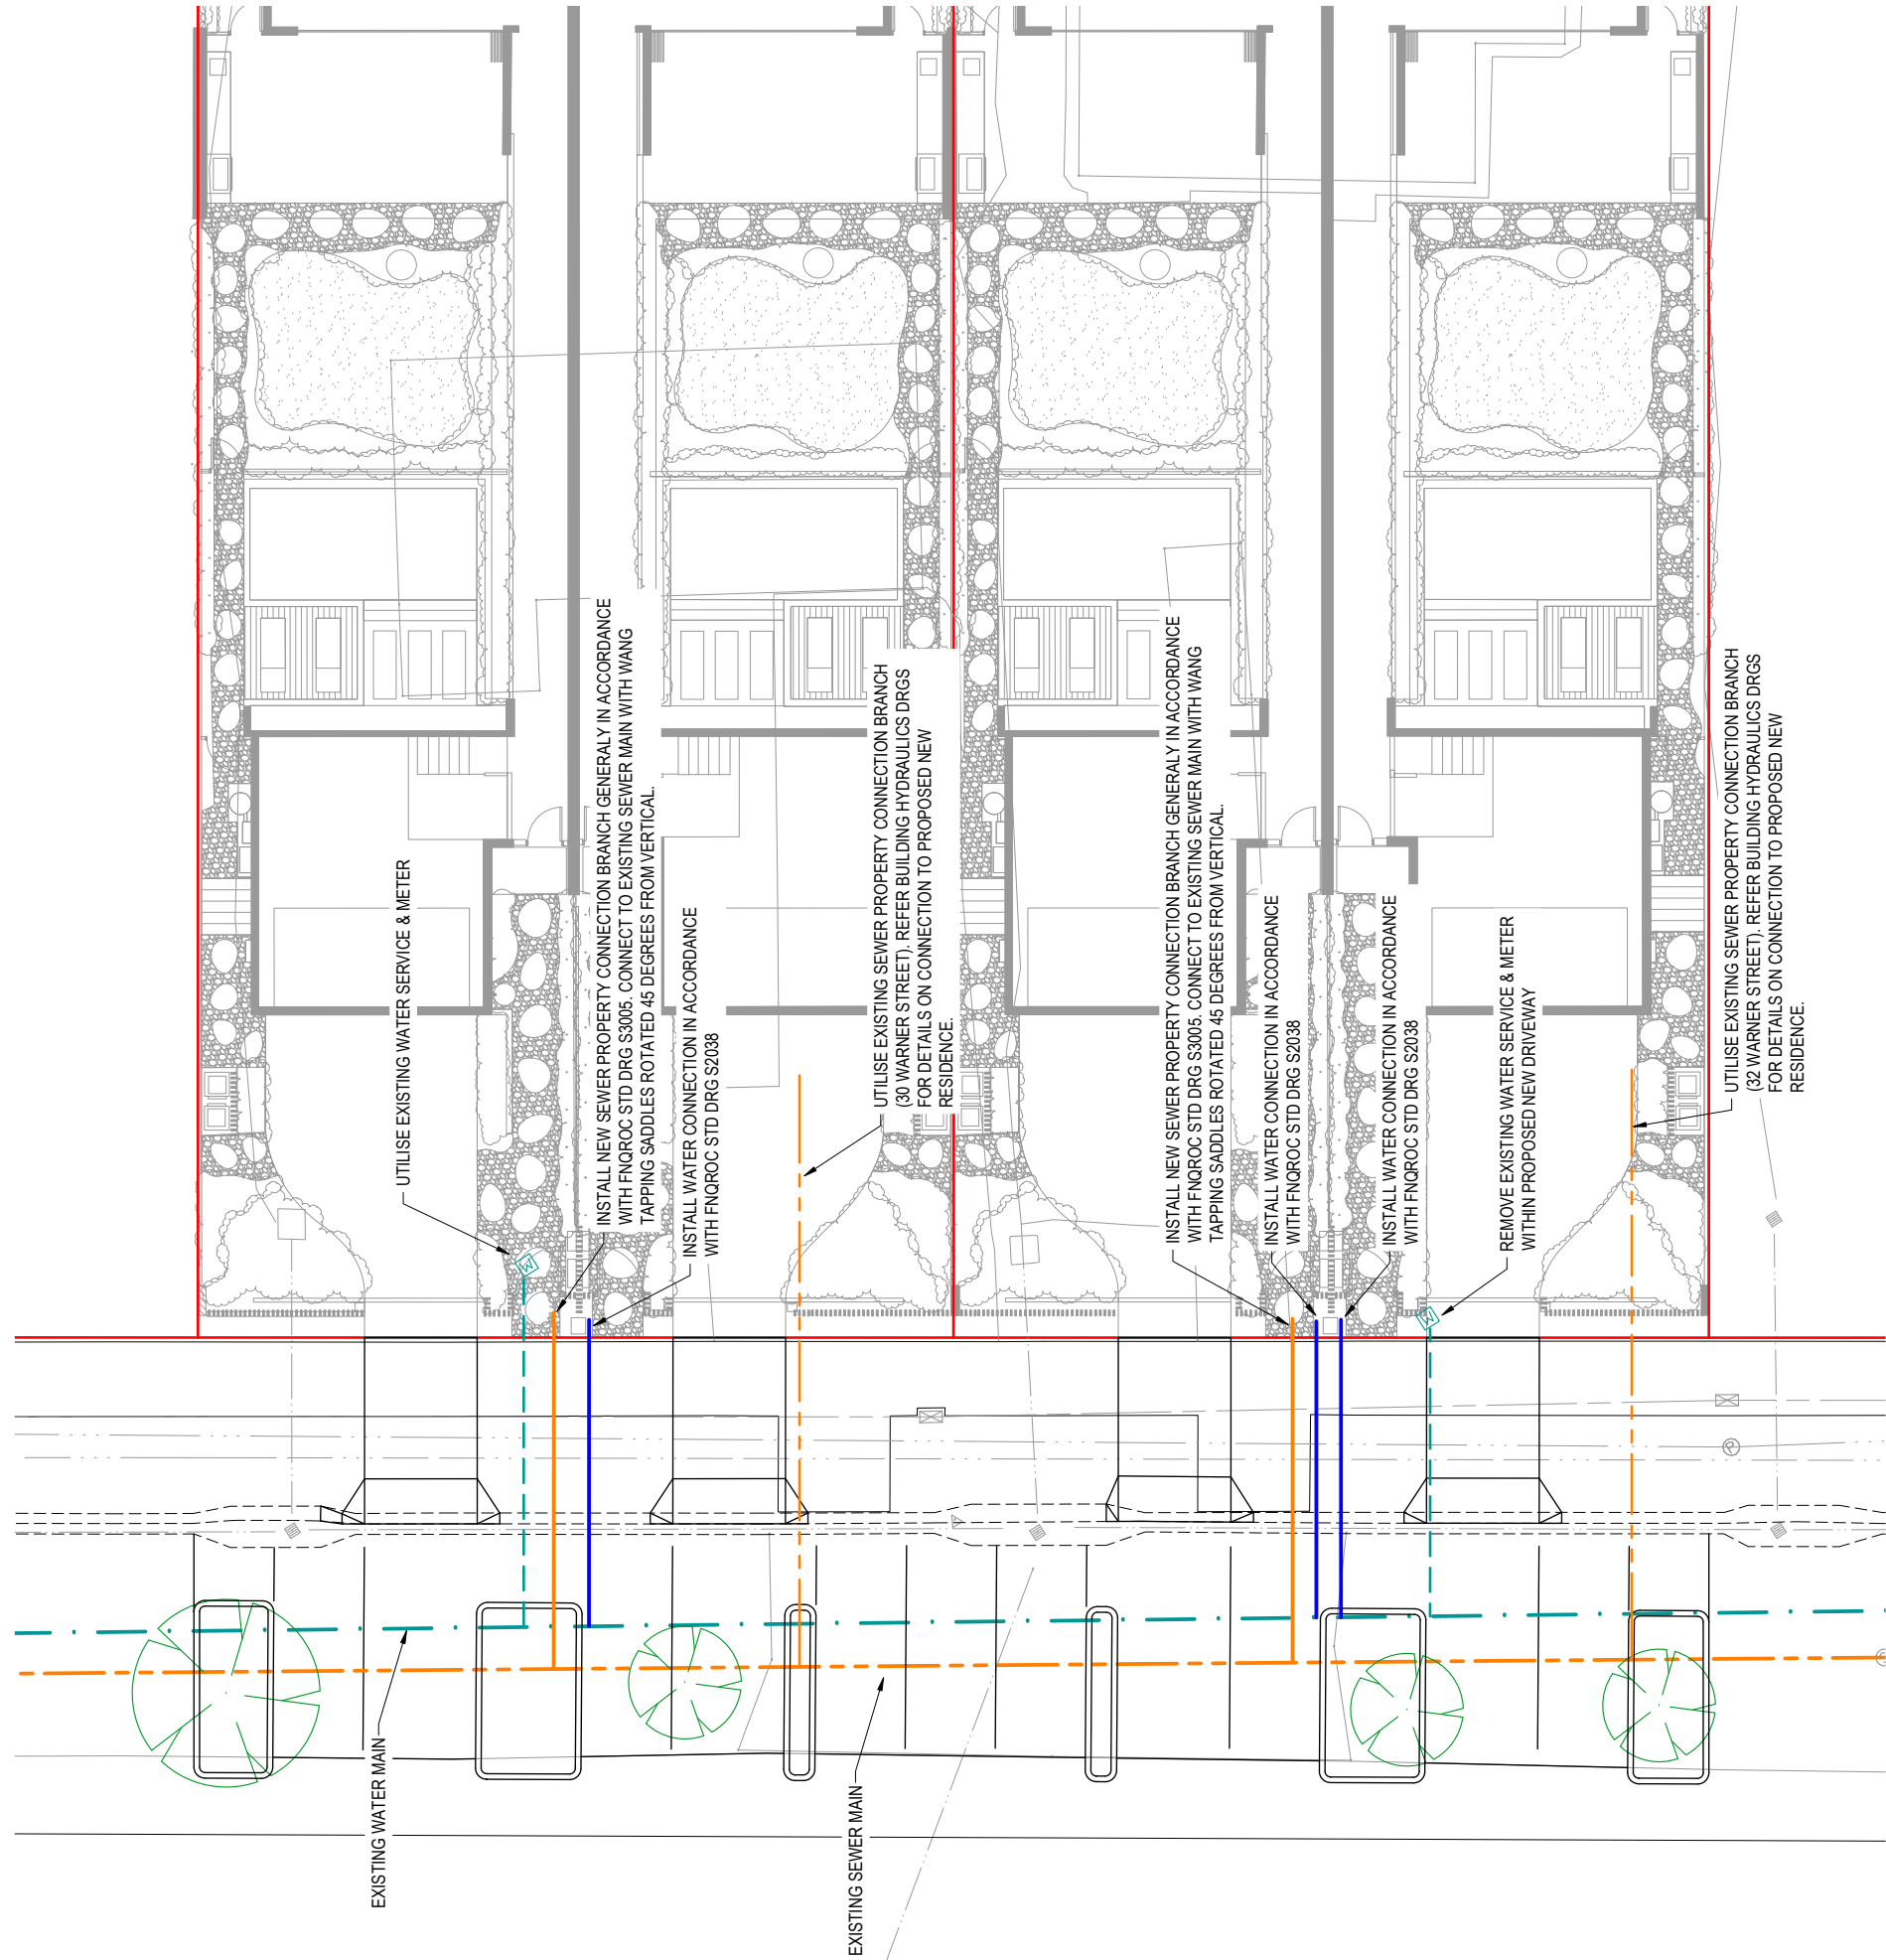 UTILISE EXISTING WATER SERVICE & METER
INSTALL NEW SEWER PROPERTY CONNECTION BRANCH GENERALY IN ACCORDANCE
WITH FNQROC STD DRG S3005. CONNECT TO EXISTING SEWER MAIN WITH WANG
TAPPING SADDLES ROTATED 45 DEGREES FROM VERTICAL.
INSTALL WATER CONNECTION IN ACCORDANCE
WITH FNQROC STD DRG S2038
UTILISE EXISTING SEWER PROPERTY CONNECTION BRANCH
(30 WARNER STREET). REFER BUILDING HYDRAULICS DRGS
FOR DETAILS ON CONNECTION TO PROPOSED NEW
RESIDENCE.
INSTALL NEW SEWER PROPERTY CONNECTION BRANCH GENERALY IN ACCORDANCE
WITH FNQROC STD DRG S3005. CONNECT TO EXISTING SEWER MAIN WITH WANG
TAPPING SADDLES ROTATED 45 DEGREES FROM VERTICAL.
INSTALL WATER CONNECTION IN ACCORDANCE
WITH FNQROC STD DRG S2038
INSTALL WATER CONNECTION IN ACCORDANCE
WITH FNQROC STD DRG S2038
REMOVE EXISTING WATER SERVICE & METER
WITHIN PROPOSED NEW DRIVEWAY
UTILISE EXISTING SEWER PROPERTY CONNECTION BRANCH
(32 WARNER STREET). REFER BUILDING HYDRAULICS DRGS
FOR DETAILS ON CONNECTION TO PROPOSED NEW
RESIDENCE.
W
W
P
EXISTING WATER MAIN
EXISTING SEWER MAIN